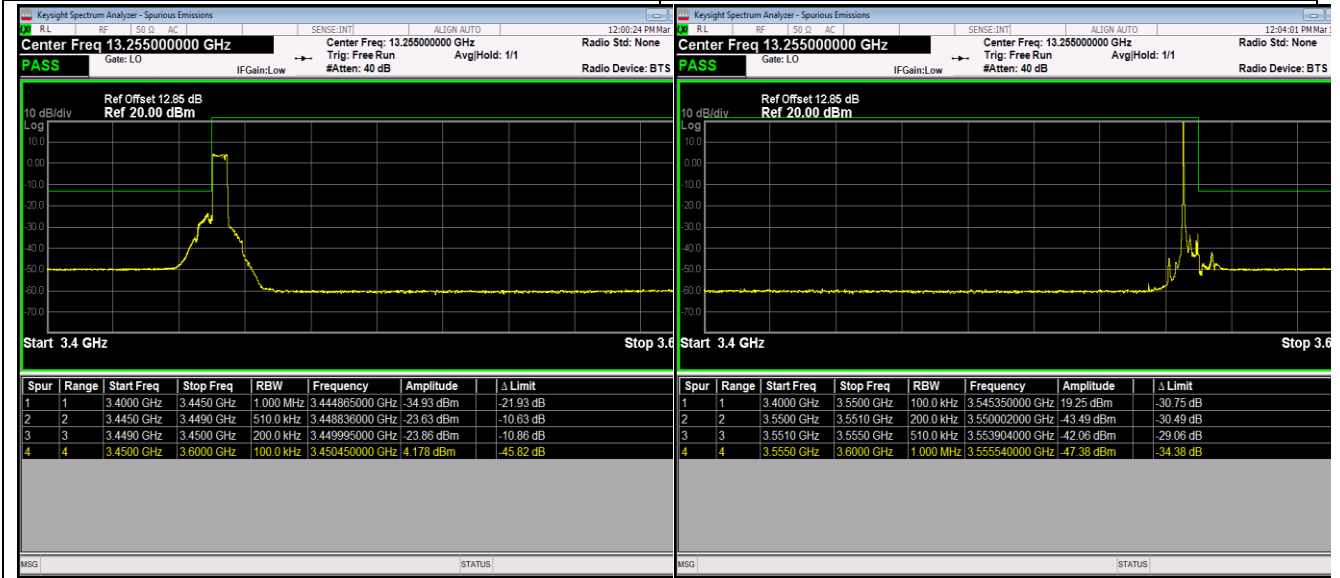 Keysight Spectrum Analyzer - Spurious Emissions
RL RF 50 Ω AC SENSE:INT ALIGN AUTO 12:00:24 PM Mar
Center Freq 13.255000000 GHz
Center Freq: 13.255000000 GHz
Radio Std: None
PASS
Gate: LO
IFGain:Low
Trig: Free Run
Avg|Hold: 1/1
#Atten: 40 dB
Radio Device: BTS
Ref Offset 12.85 dB
10 dB/div Ref 20.00 dBm
Log
10.0
0.00
-10.0
-20.0
-30.0
-40.0
-50.0
-60.0
-70.0
Start 3.4 GHz Stop 3.6
Spur Range Start Freq Stop Freq RBW Frequency Amplitude Δ Limit
1 1 3.4000 GHz 3.4450 GHz 1.000 MHz 3.444865000 GHz -34.93 dBm -21.93 dB
2 2 3.4450 GHz 3.4490 GHz 510.0 kHz 3.448836000 GHz -23.63 dBm -10.63 dB
3 3 3.4490 GHz 3.4500 GHz 200.0 kHz 3.449995000 GHz -23.86 dBm -10.86 dB
4 4 3.4500 GHz 3.6000 GHz 100.0 kHz 3.450450000 GHz 4.178 dBm -45.82 dB
MSG STATUS
Keysight Spectrum Analyzer - Spurious Emissions
RL RF 50 Ω AC SENSE:INT ALIGN AUTO 12:04:01 PM Mar
Center Freq 13.255000000 GHz
Center Freq: 13.255000000 GHz
Radio Std: None
PASS
Gate: LO
IFGain:Low
Trig: Free Run
Avg|Hold: 1/1
#Atten: 40 dB
Radio Device: BTS
Ref Offset 12.85 dB
10 dB/div Ref 20.00 dBm
Log
10.0
0.00
-10.0
-20.0
-30.0
-40.0
-50.0
-60.0
-70.0
Start 3.4 GHz Stop 3.6
Spur Range Start Freq Stop Freq RBW Frequency Amplitude Δ Limit
1 1 3.4000 GHz 3.5500 GHz 100.0 kHz 3.545350000 GHz 19.25 dBm -30.75 dB
2 2 3.5500 GHz 3.5510 GHz 200.0 kHz 3.550002000 GHz -43.49 dBm -30.49 dB
3 3 3.5510 GHz 3.5550 GHz 510.0 kHz 3.553904000 GHz -42.06 dBm -29.06 dB
4 4 3.5550 GHz 3.6000 GHz 1.000 MHz 3.555540000 GHz -47.38 dBm -34.38 dB
MSG STATUS